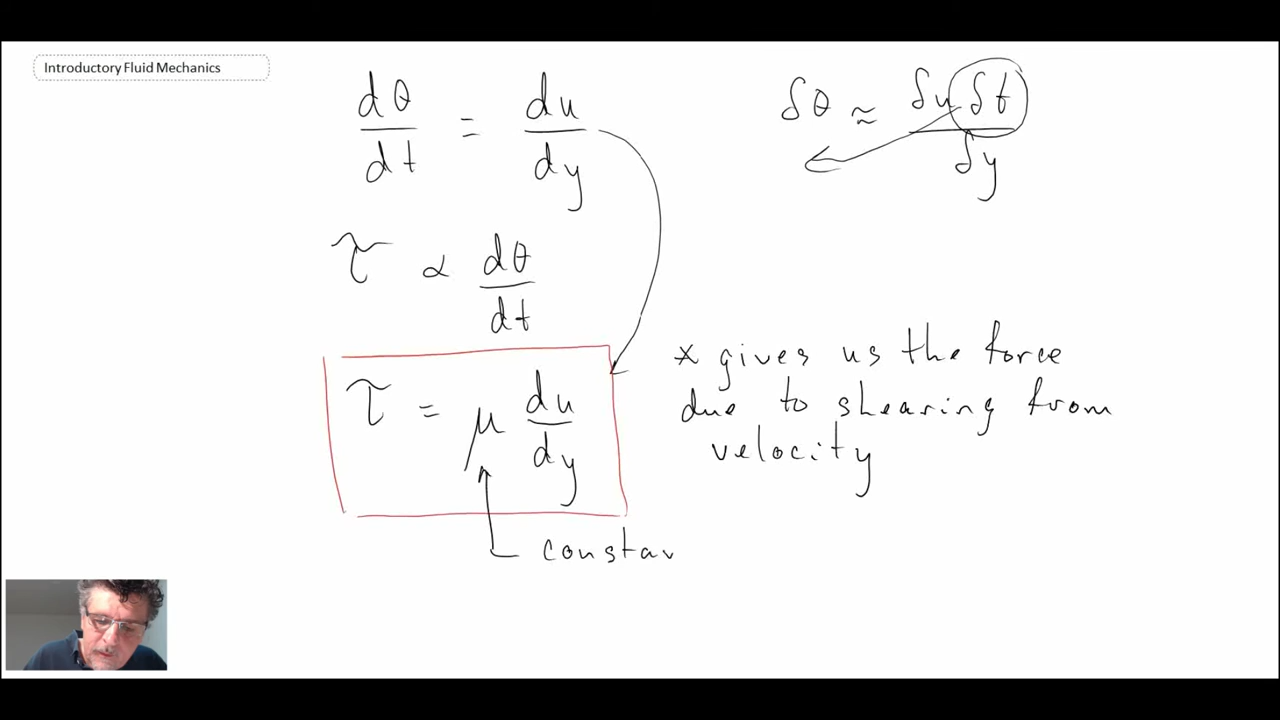 Introductory Fluid Mechanics
dθ/dt = du/dy
δθ ≈ δu δt/δy
τ ∝ dθ/dt
τ = μ du/dy
* gives us the force
due to shearing from
velocity
constan